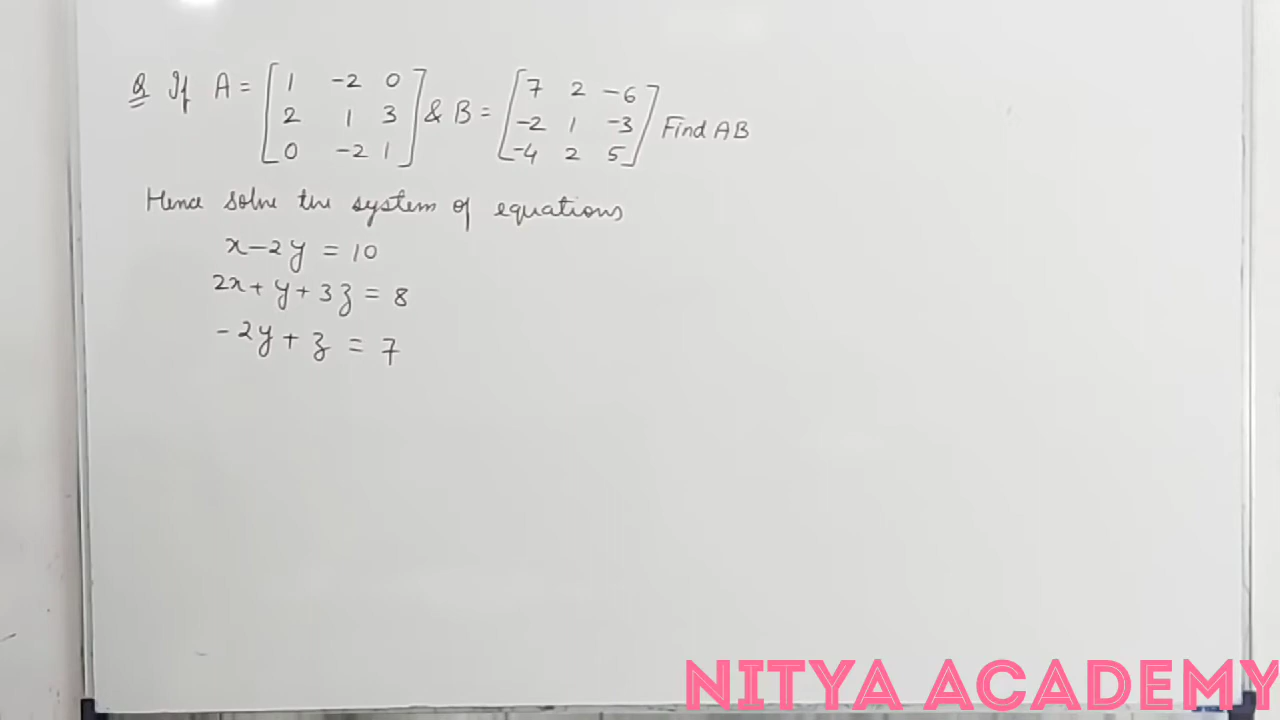 Q If A = [1 -2 0
2 1 3
0 -2 1] & B = [7 2 -6
-2 1 -3
-4 2 5] Find AB
Hence solve the system of equations
x-2y = 10
2x+y+3z = 8
-2y+z = 7
NITYA ACADEMY